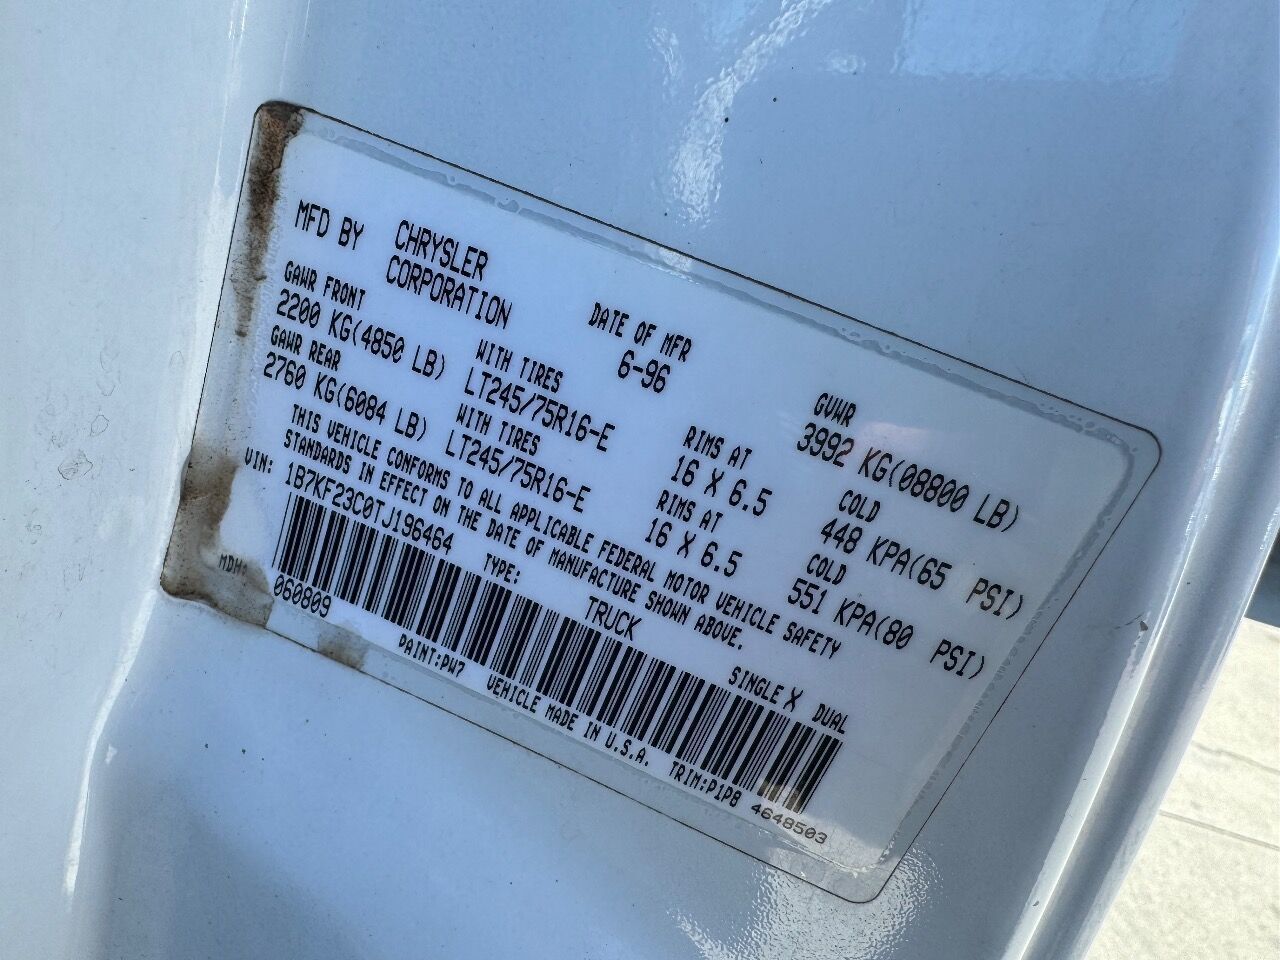 MFD BY CHRYSLER CORPORATION DATE OF MFR 6-96 GVWR 3992 KG(08800 LB)
GAWR FRONT WITH TIRES RIMS AT COLD
2200 KG(4850 LB) LT245/75R16-E 16 X 6.5 448 KPA(65 PSI)
GAWR REAR WITH TIRES RIMS AT COLD
2760 KG(6084 LB) LT245/75R16-E 16 X 6.5 551 KPA(80 PSI)
THIS VEHICLE CONFORMS TO ALL APPLICABLE FEDERAL MOTOR VEHICLE SAFETY
STANDARDS IN EFFECT ON THE DATE OF MANUFACTURE SHOWN ABOVE.
VIN: 1B7KF23C0TJ196464 TYPE: TRUCK SINGLE X DUAL
MDH: 060809 PAINT:PW7 VEHICLE MADE IN U.S.A. TRIM:P1P8 4648503